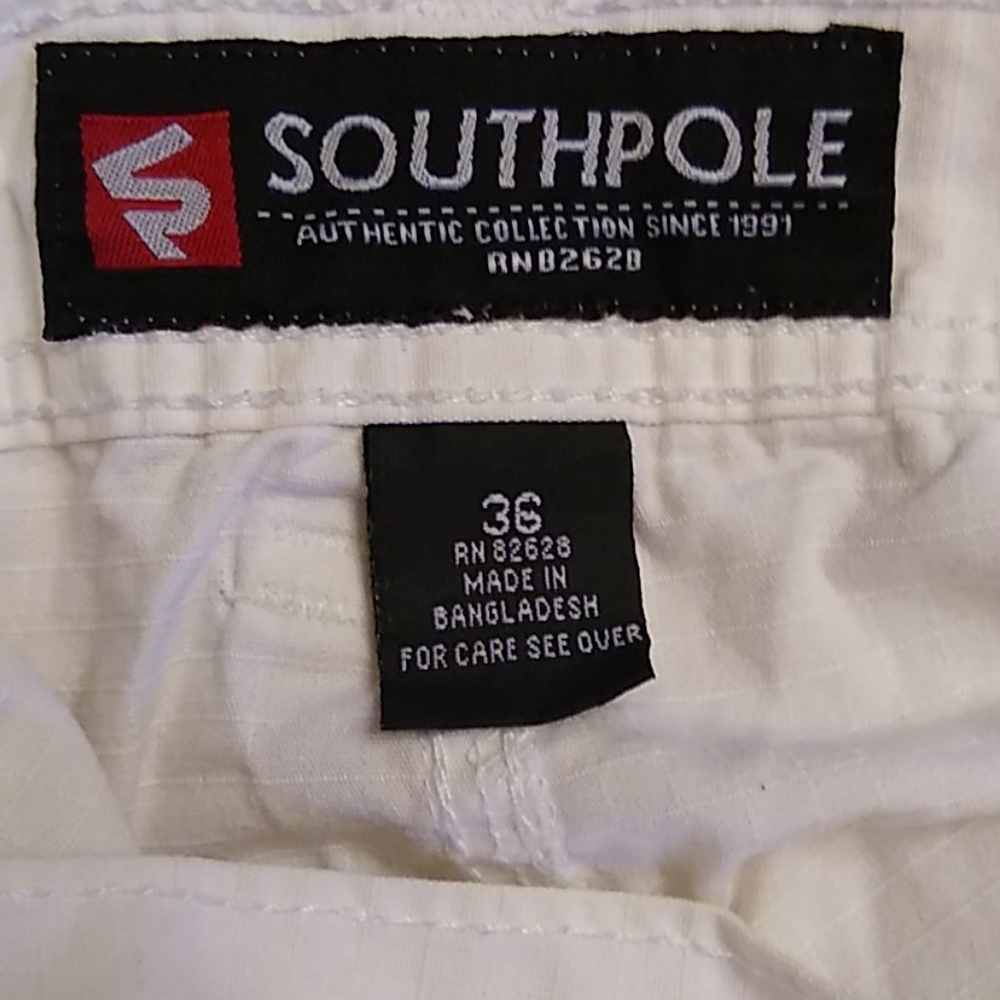 SOUTHPOLE
AUTHENTIC COLLECTION SINCE 1991
RN82628
36
RN 82628
MADE IN
BANGLADESH
FOR CARE SEE OVER